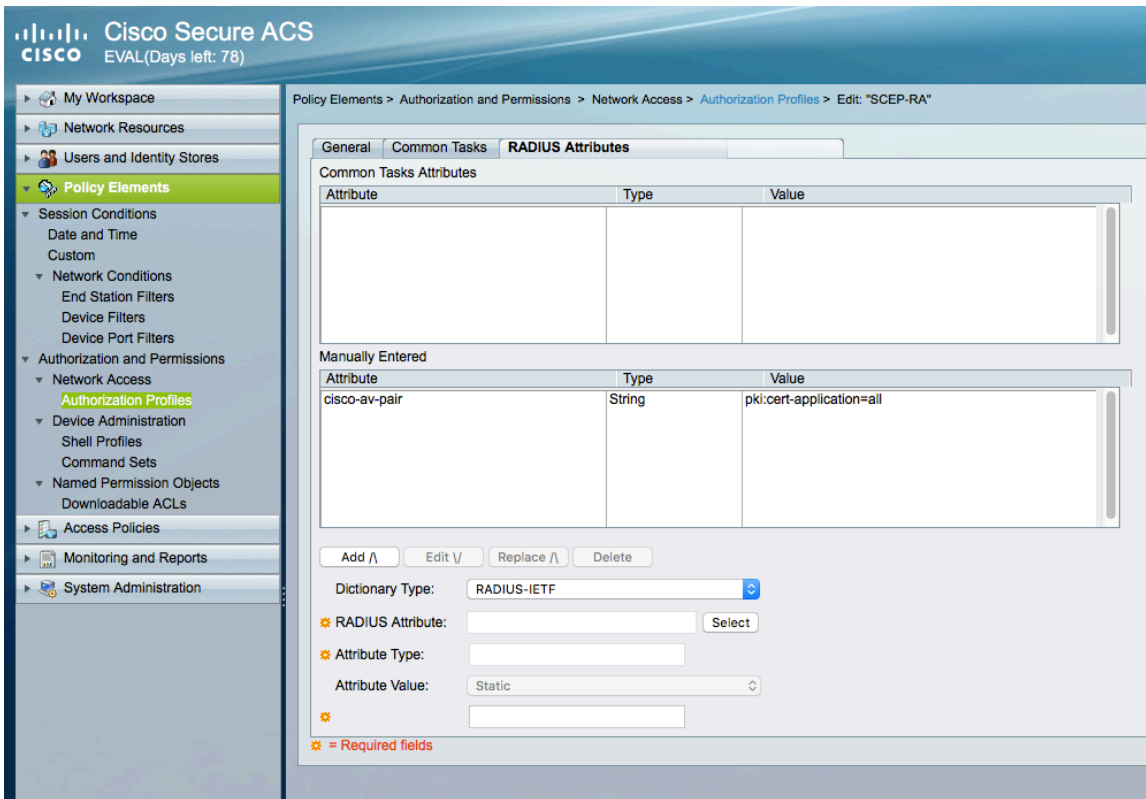 CISCO
Cisco Secure ACS
EVAL(Days left: 78)
My Workspace
Network Resources
Users and Identity Stores
Policy Elements
Session Conditions
Date and Time
Custom
Network Conditions
End Station Filters
Device Filters
Device Port Filters
Authorization and Permissions
Network Access
Authorization Profiles
Device Administration
Shell Profiles
Command Sets
Named Permission Objects
Downloadable ACLs
Access Policies
Monitoring and Reports
System Administration
Policy Elements > Authorization and Permissions > Network Access > Authorization Profiles > Edit: "SCEP-RA"
General Common Tasks RADIUS Attributes
Common Tasks Attributes
Attribute Type Value
Manually Entered
Attribute Type Value
cisco-av-pair String pki:cert-application=all
Add /\ Edit \/ Replace /\ Delete
Dictionary Type: RADIUS-IETF
RADIUS Attribute: Select
Attribute Type:
Attribute Value: Static
= Required fields